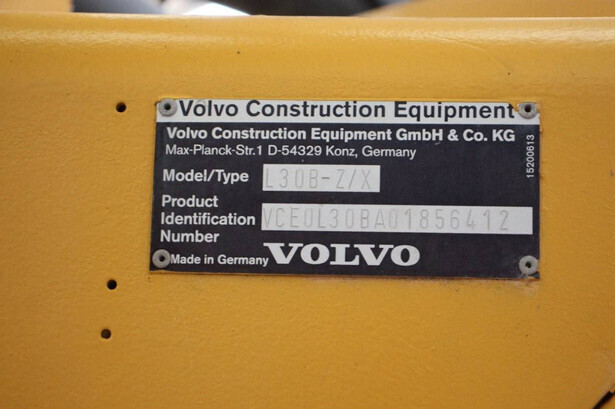 Volvo Construction Equipment
Volvo Construction Equipment GmbH & Co. KG
Max-Planck-Str.1 D-54329 Konz, Germany
Model/Type L30B-Z/X
Product
Identification VCE0L30BA01856412
Number
Made in Germany VOLVO
15200613